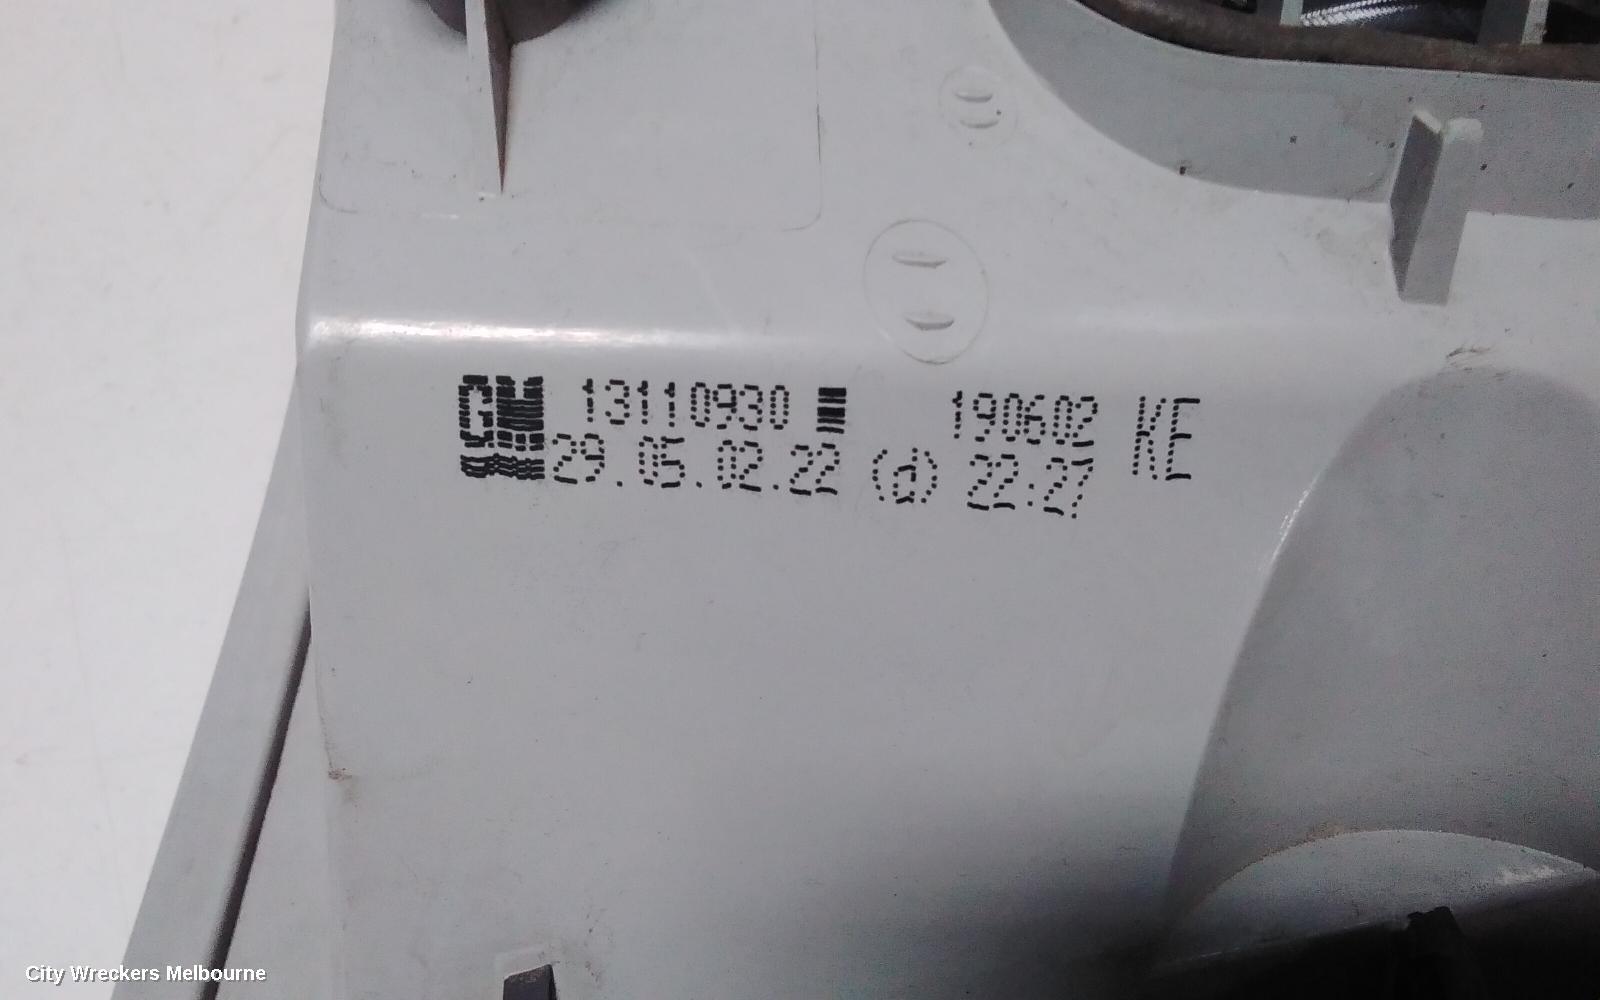 GM 13110930 190602 KE
29.05.02.22 (d) 22:27
City Wreckers Melbourne